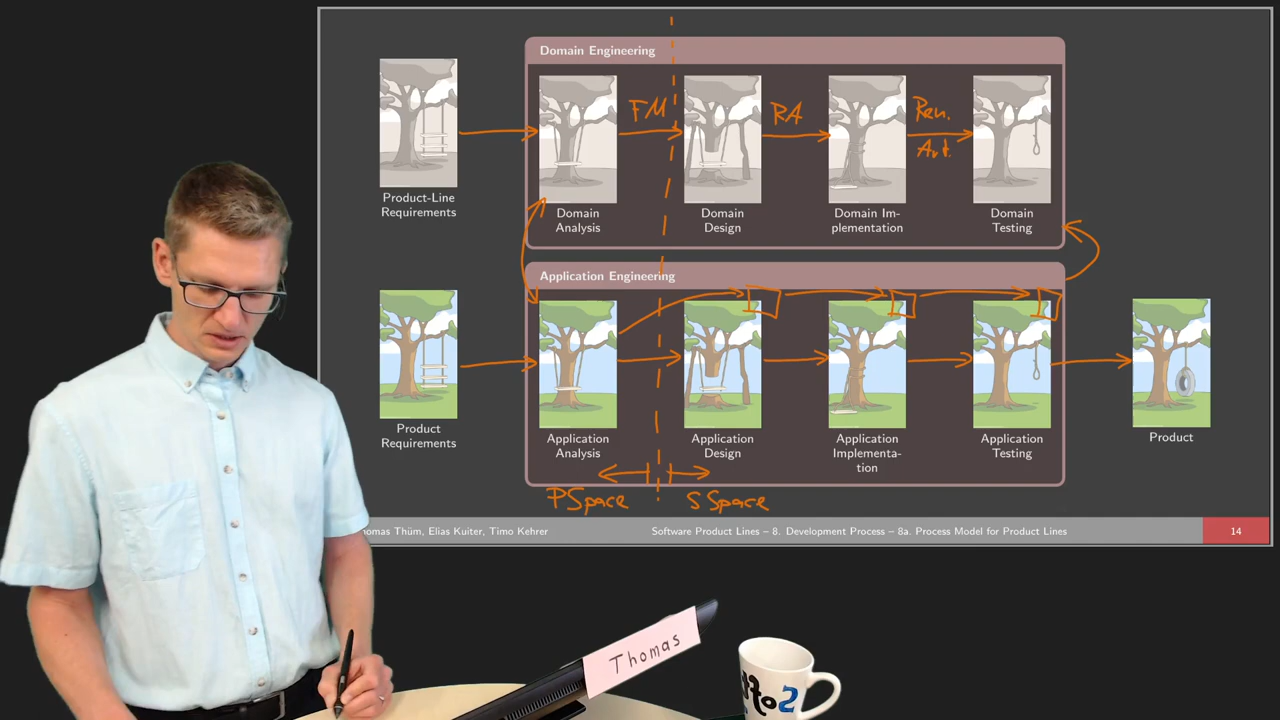 Domain Engineering
FM
RA
Reu.
Art.
Product-Line
Requirements
Domain
Analysis
Domain
Design
Domain Im-
plementation
Domain
Testing
Application Engineering
Product
Requirements
Application
Analysis
Application
Design
Application
Implementa-
tion
Application
Testing
Product
PSpace
SSpace
omas Thüm, Elias Kuiter, Timo Kehrer
Software Product Lines – 8. Development Process – 8a. Process Model for Product Lines
14
Thomas